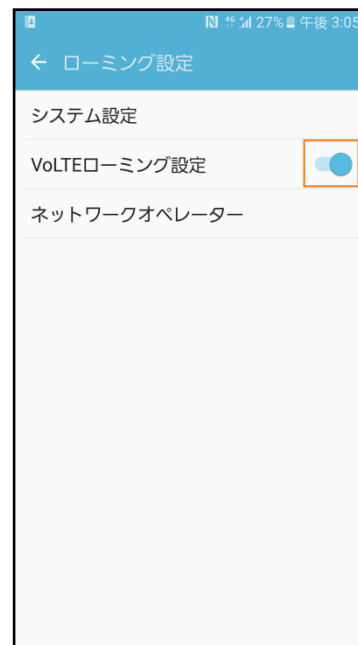 27% 午後 3:05
ローミング設定
システム設定
VoLTEローミング設定
ネットワークオペレーター